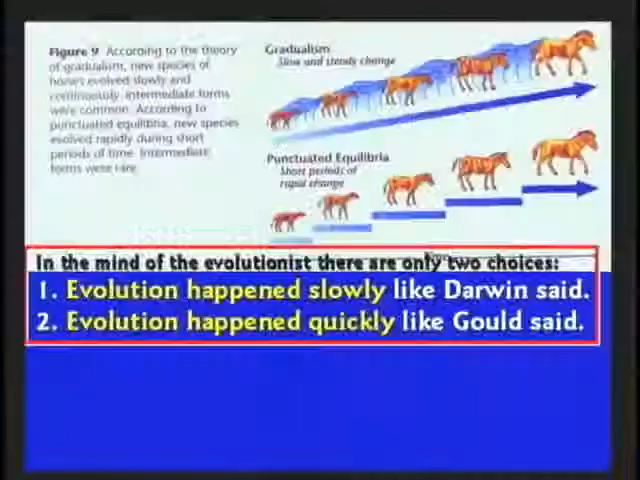 Figure 9 According to the theory
of gradualism, new species of
horses evolved slowly and
continuously. Intermediate forms
were common. According to
punctuated equilibria, new species
evolved rapidly during short
periods of time. Intermediate
forms were rare.
Gradualism
Slow and steady change
Punctuated Equilibria
Short periods of
rapid change
In the mind of the evolutionist there are only two choices:
1. Evolution happened slowly like Darwin said.
2. Evolution happened quickly like Gould said.